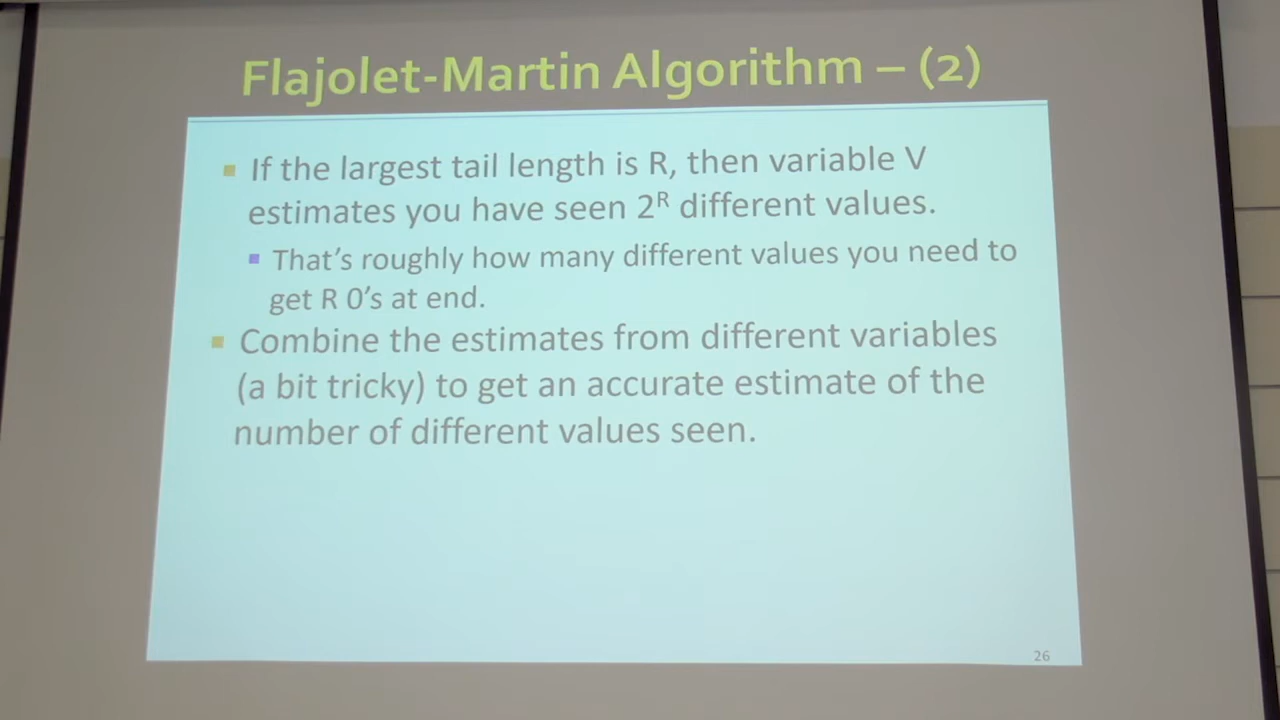 Flajolet-Martin Algorithm – (2)
If the largest tail length is R, then variable V
estimates you have seen 2ᴿ different values.
That's roughly how many different values you need to
get R 0's at end.
Combine the estimates from different variables
(a bit tricky) to get an accurate estimate of the
number of different values seen.
26